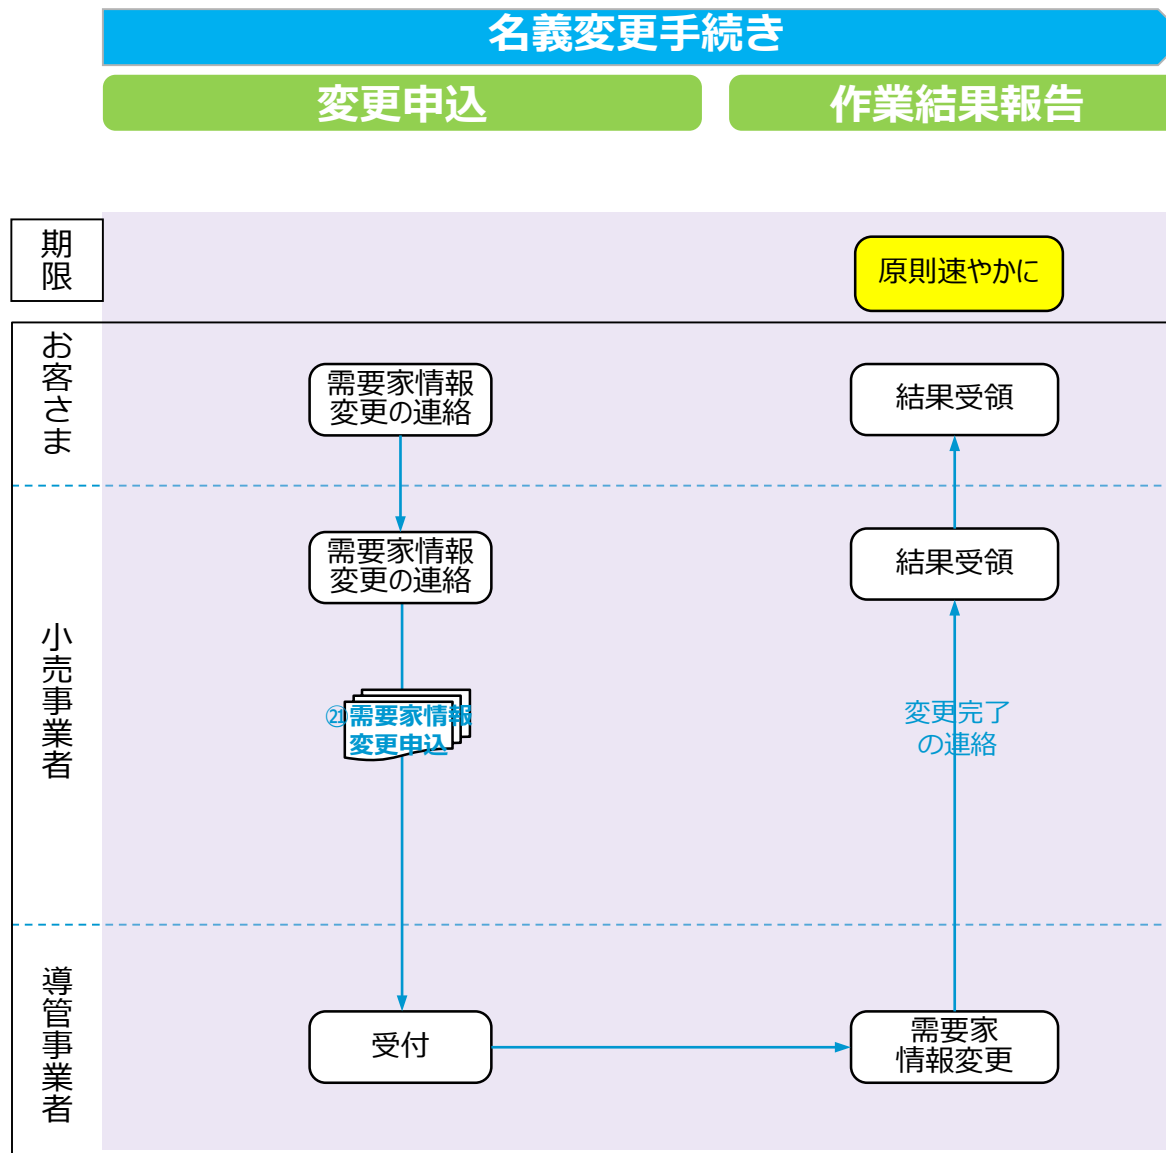 名義変更手続き
変更申込
作業結果報告
期限
原則速やかに
お客さま
需要家情報
変更の連絡
結果受領
小売事業者
需要家情報
変更の連絡
結果受領
㉑需要家情報
変更申込
変更完了
の連絡
導管事業者
受付
需要家
情報変更